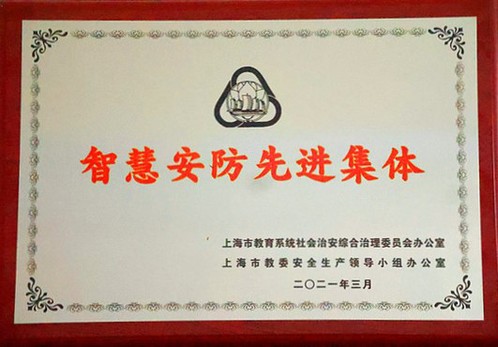 智慧安防先进集体
上海市教育系统社会治安综合治理委员会办公室
上海市教委安全生产领导小组办公室
二〇二一年三月